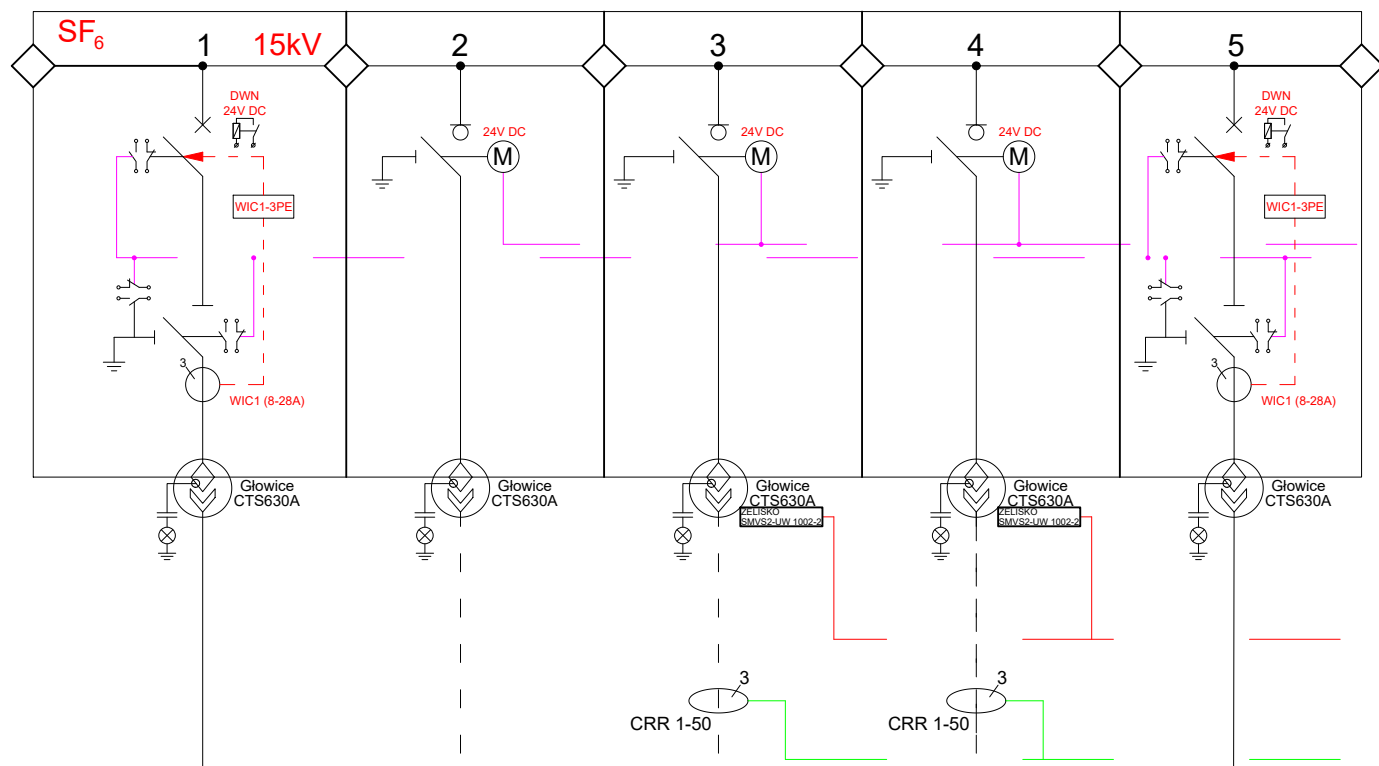 SF6 1 15kV 2 3 4 5
DWN
24V DC
24V DC
24V DC
24V DC
DWN
24V DC
M
M
M
WIC1-3PE
WIC1-3PE
3
WIC1 (8-28A)
3
WIC1 (8-28A)
Głowice
CTS630A
Głowice
CTS630A
Głowice
CTS630A
ZELISKO
SMVS2-UW 1002-2
Głowice
CTS630A
ZELISKO
SMVS2-UW 1002-2
Głowice
CTS630A
3
CRR 1-50
3
CRR 1-50